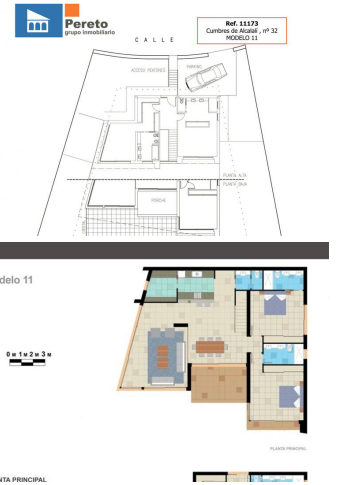 Pereto
grupo inmobiliario
Ref. 11173
Cumbres de Alcalalí, nº 32
MODELO 11
CALLE
ACCESO PEATONES
PARKING
PLANTA ALTA
PLANTA BAJA
PORCHE
delo 11
0 M 1 M 2 M 3 M
PLANTA PRINCIPAL
NTA PRINCIPAL